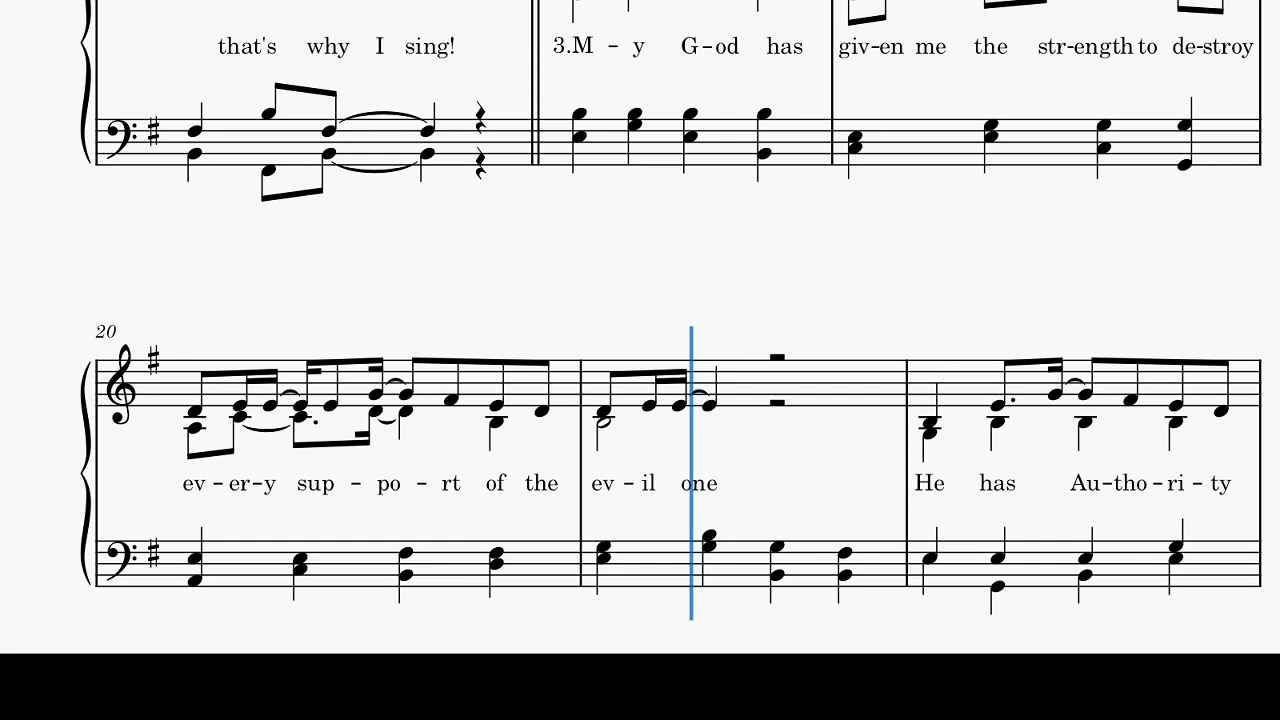 that's why I sing! 3.M - y G-od has giv-en me the str-ength to de-stroy
20
ev - er-y sup - po - rt of the ev - il one He has Au-tho - ri - ty